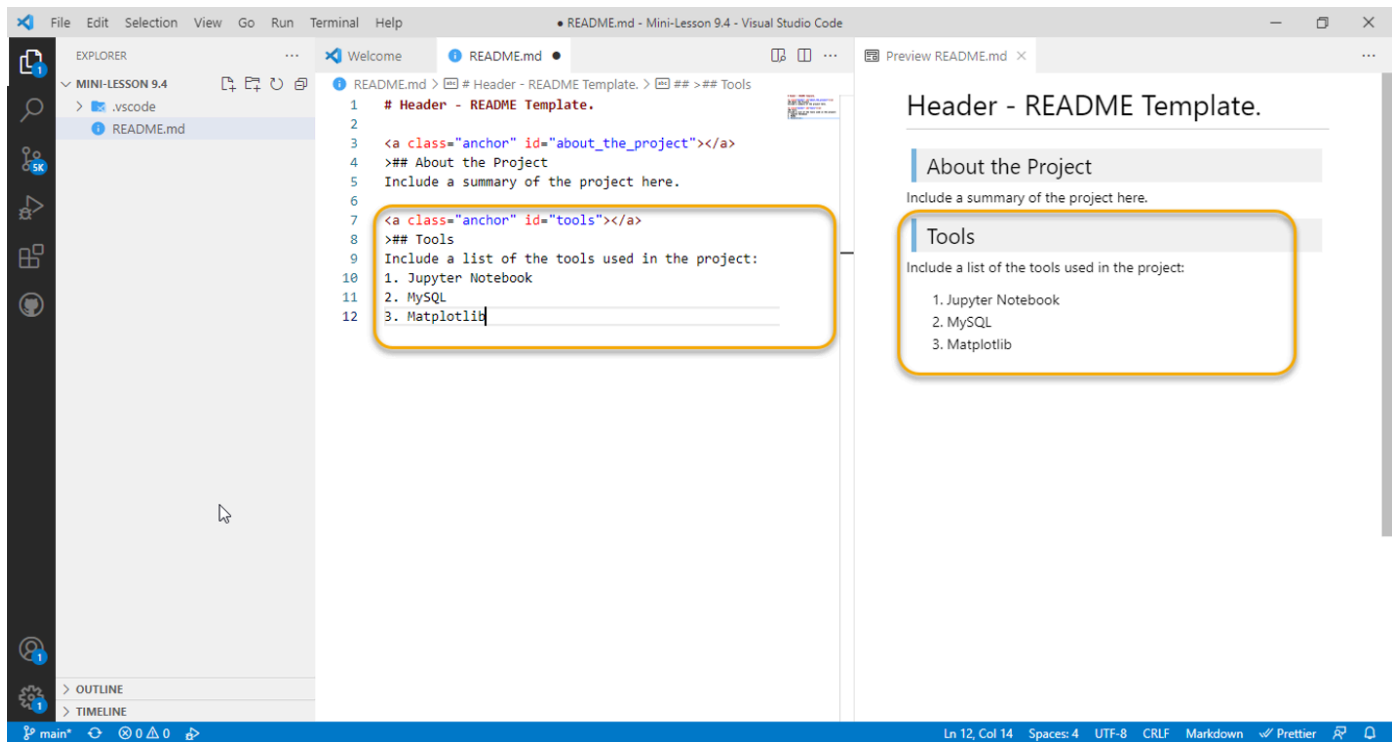 File Edit Selection View Go Run Terminal Help
● README.md - Mini-Lesson 9.4 - Visual Studio Code
EXPLORER
Welcome
README.md ●
Preview README.md
MINI-LESSON 9.4
.vscode
README.md
README.md > # Header - README Template. > ## >## Tools
1 # Header - README Template.
2
3 <a class="anchor" id="about_the_project"></a>
4 >## About the Project
5 Include a summary of the project here.
6
7 <a class="anchor" id="tools"></a>
8 >## Tools
9 Include a list of the tools used in the project:
10 1. Jupyter Notebook
11 2. MySQL
12 3. Matplotlib
Header - README Template.
About the Project
Include a summary of the project here.
Tools
Include a list of the tools used in the project:
1. Jupyter Notebook
2. MySQL
3. Matplotlib
1
5K
1
1
OUTLINE
TIMELINE
main* 0 0
Ln 12, Col 14 Spaces: 4 UTF-8 CRLF Markdown Prettier